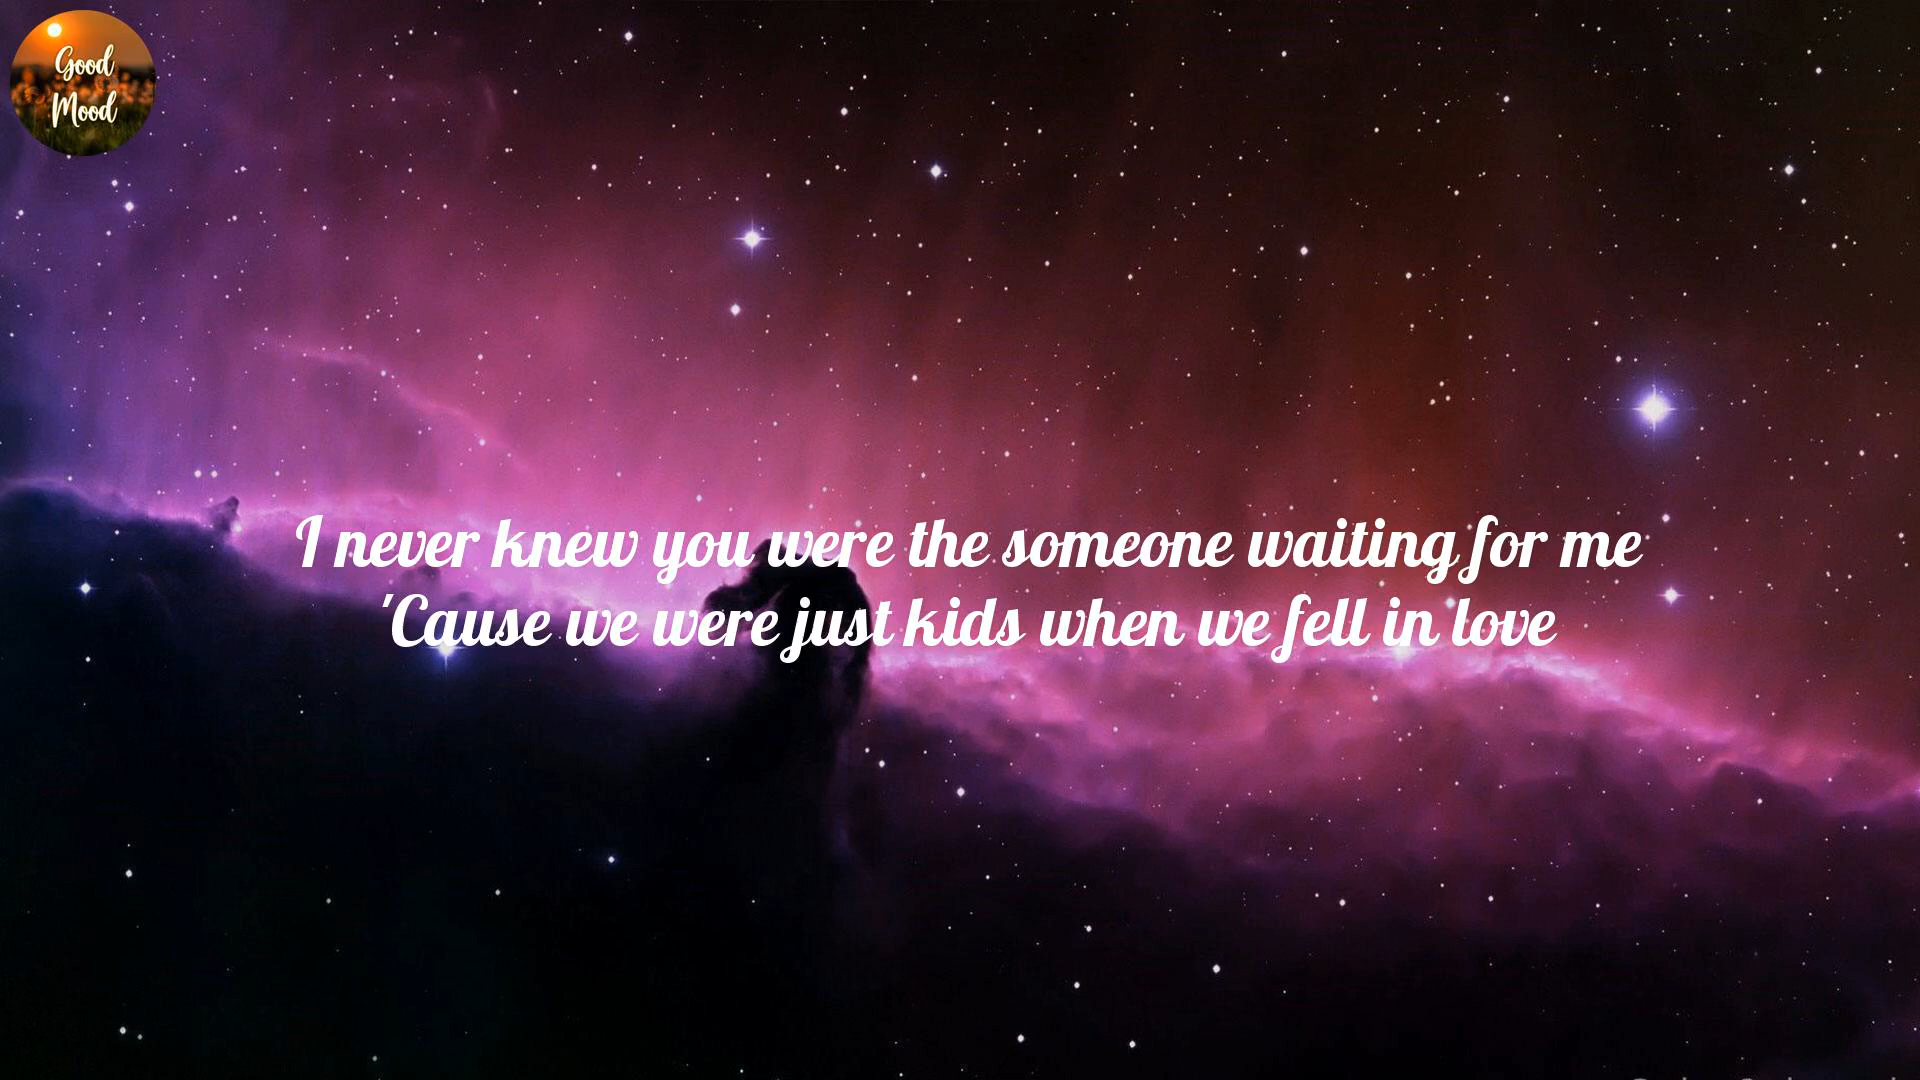 Good
Mood
I never knew you were the someone waiting for me
'Cause we were just kids when we fell in love